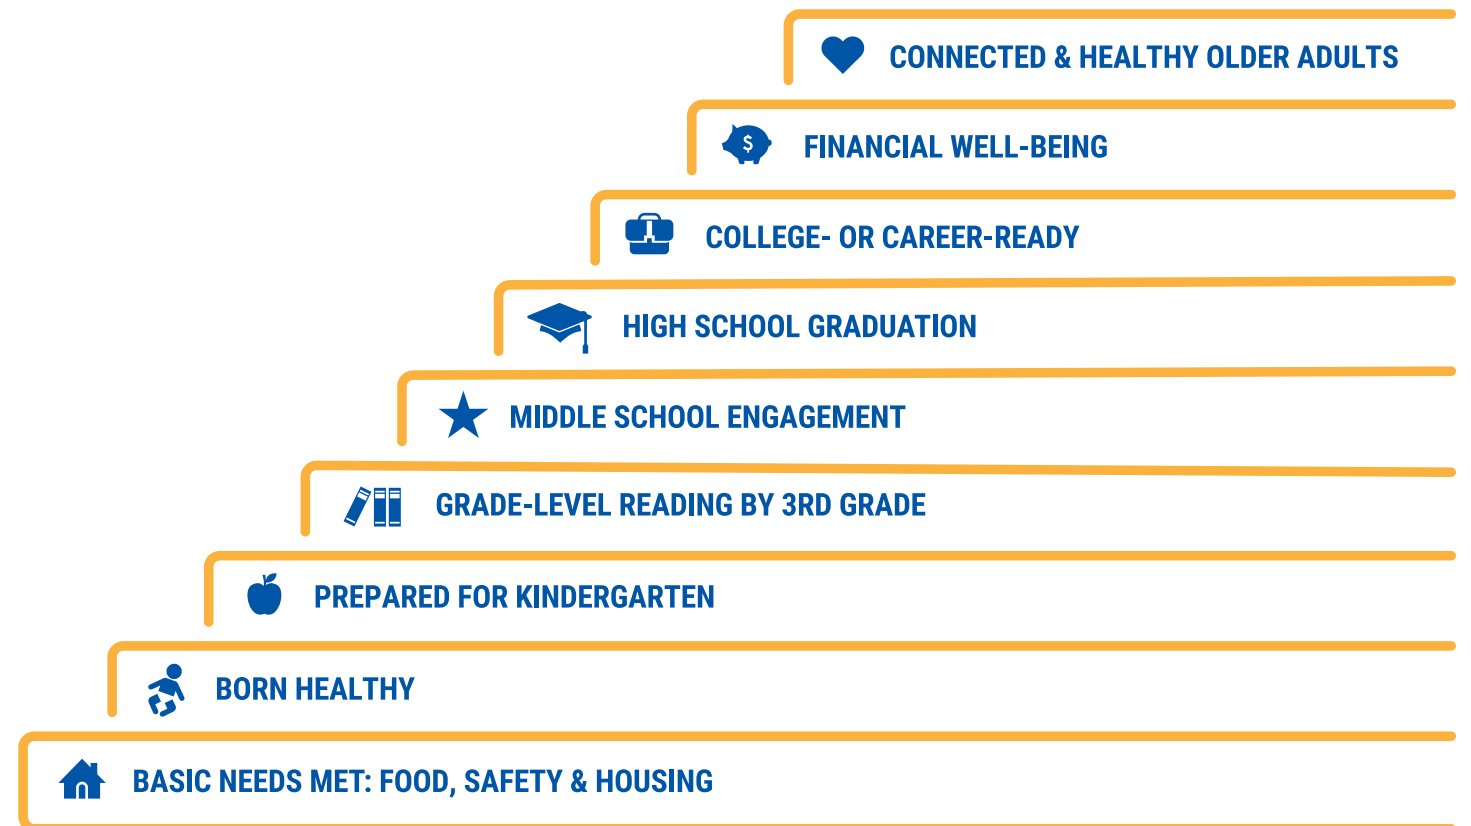 CONNECTED & HEALTHY OLDER ADULTS
$
FINANCIAL WELL-BEING
COLLEGE- OR CAREER-READY
HIGH SCHOOL GRADUATION
MIDDLE SCHOOL ENGAGEMENT
GRADE-LEVEL READING BY 3RD GRADE
PREPARED FOR KINDERGARTEN
BORN HEALTHY
BASIC NEEDS MET: FOOD, SAFETY & HOUSING